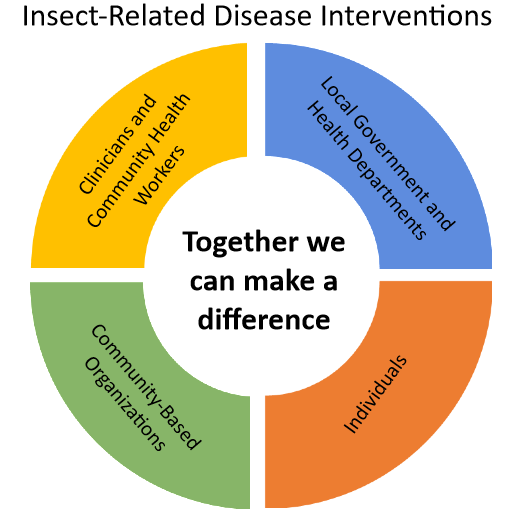 Insect-Related Disease Interventions
Clinicians and
Community Health
Workers
Local Government and
Health Departments
Together we
can make a
difference
Community-Based
Organizations
Individuals